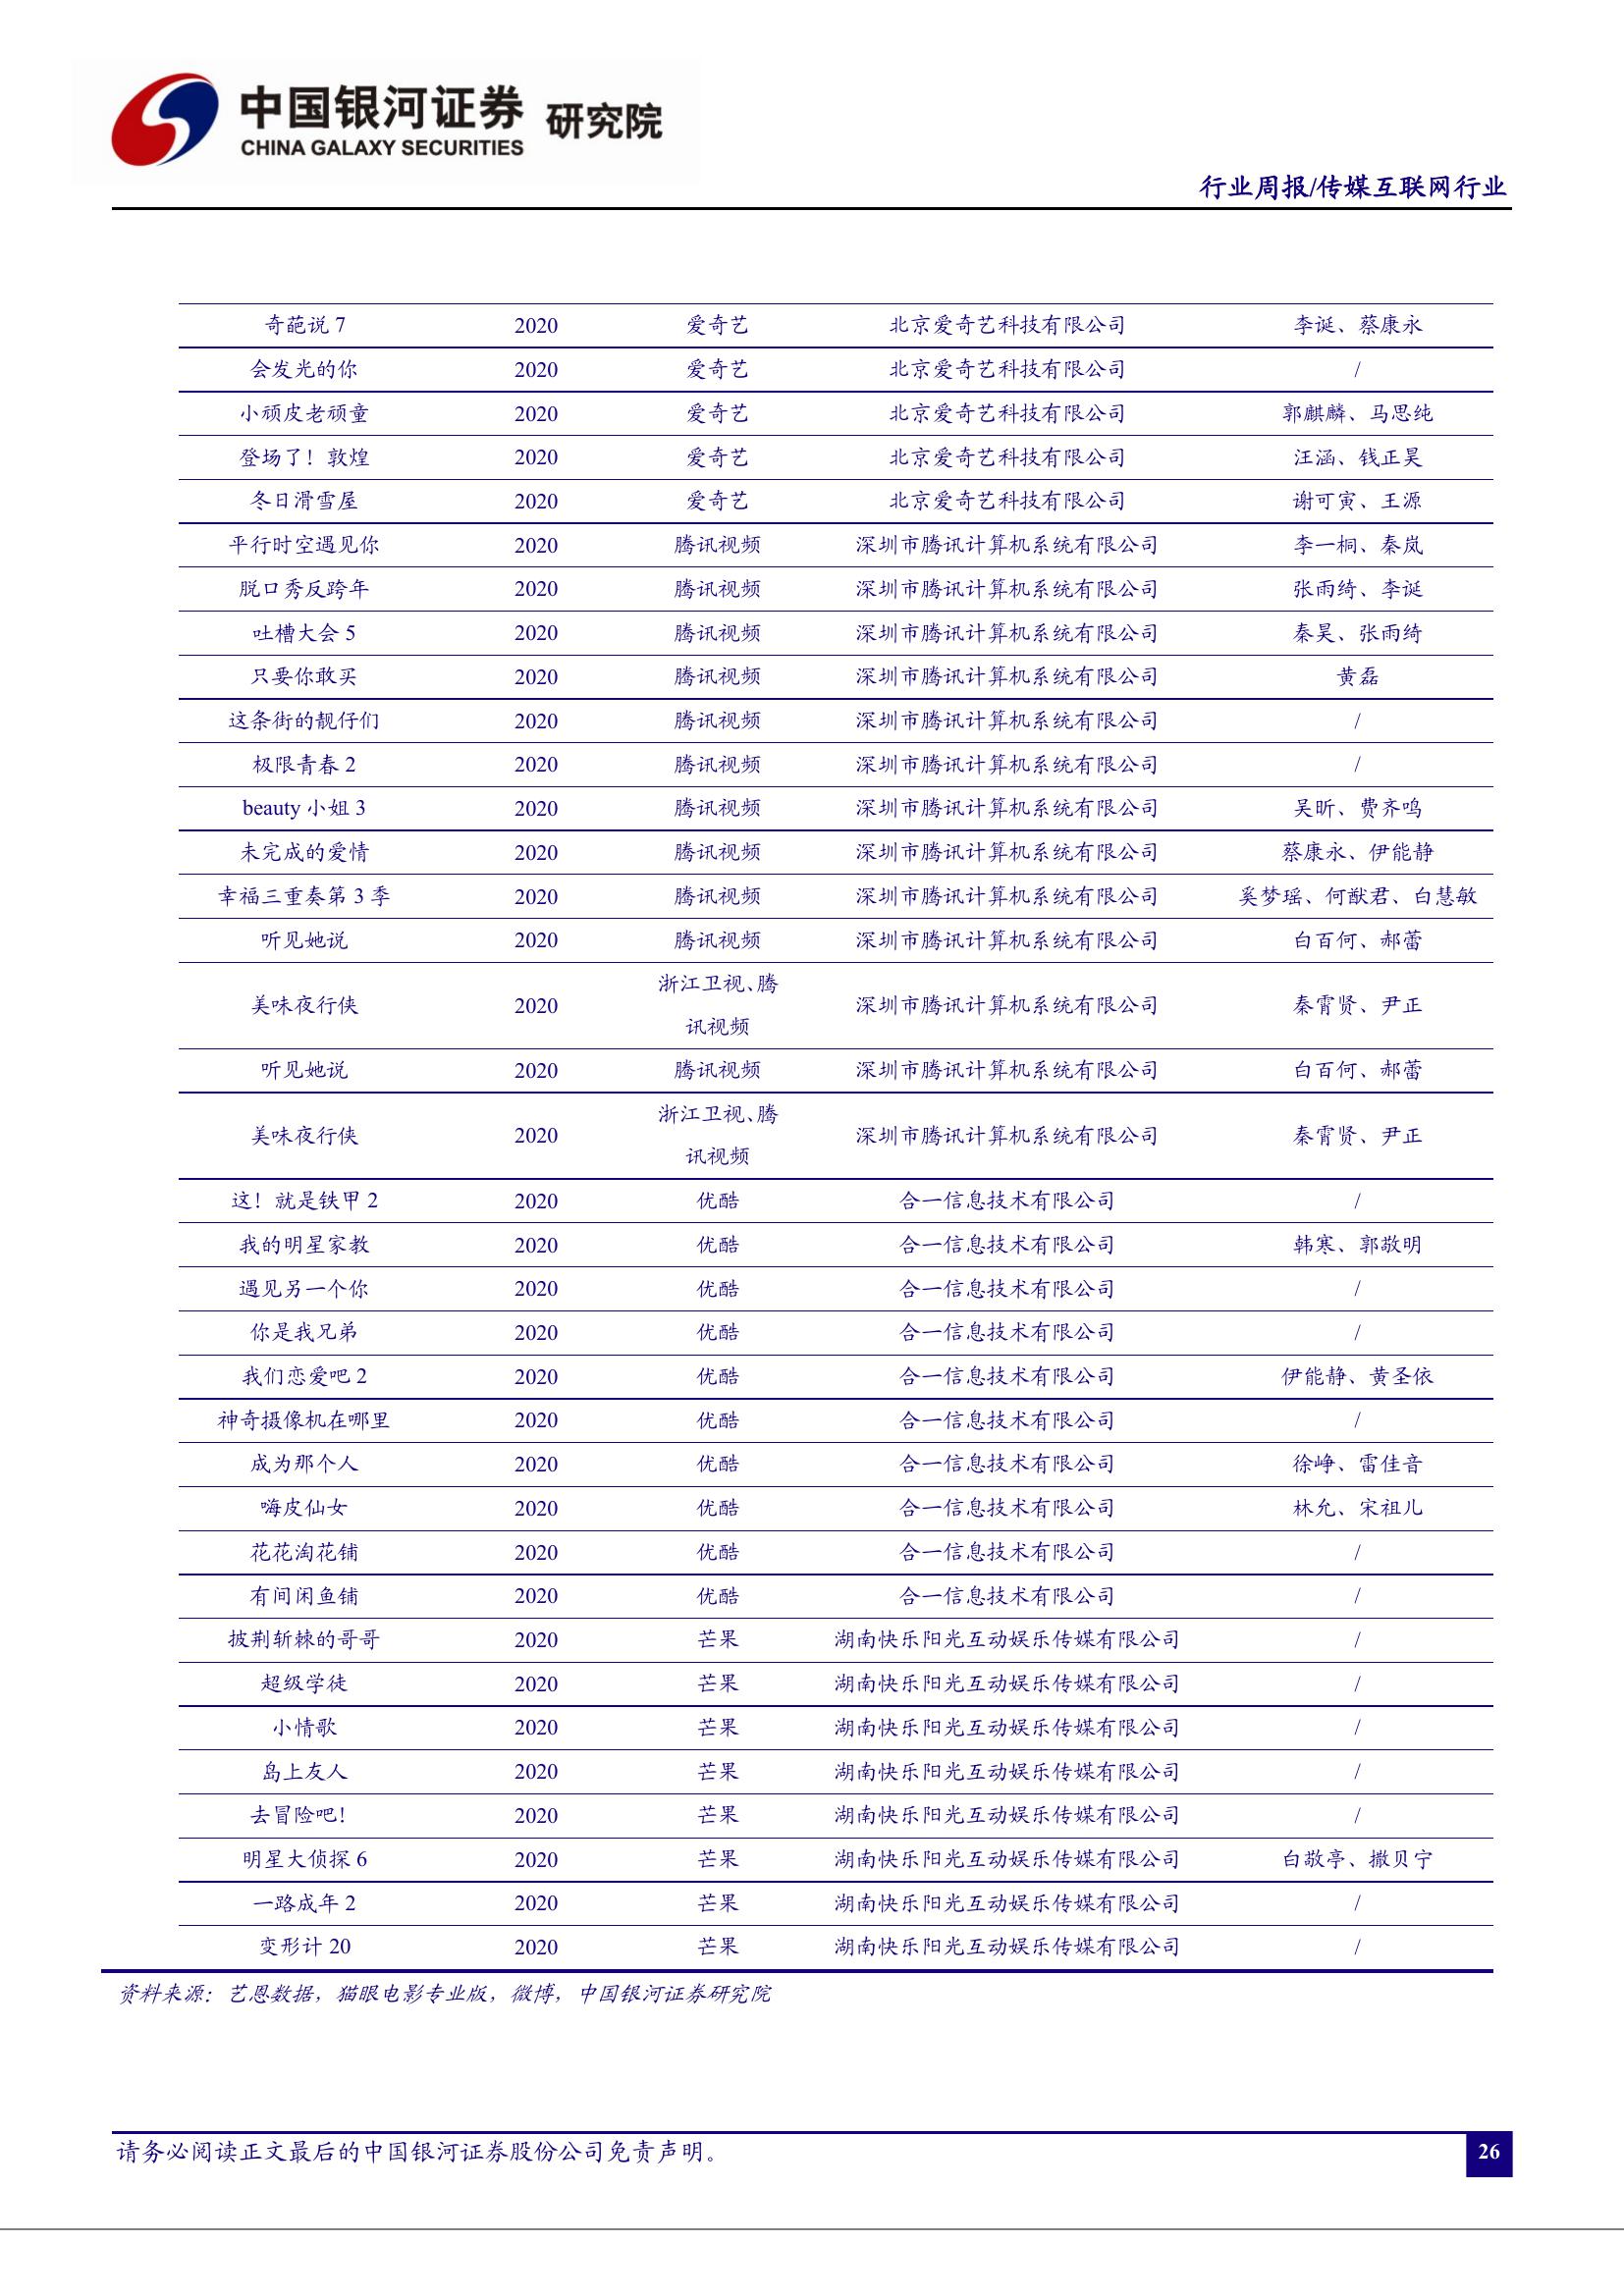 中国银河证券 研究院
CHINA GALAXY SECURITIES
行业周报/传媒互联网行业
奇葩说 7 2020 爱奇艺 北京爱奇艺科技有限公司 李诞、蔡康永
会发光的你 2020 爱奇艺 北京爱奇艺科技有限公司 /
小顽皮老顽童 2020 爱奇艺 北京爱奇艺科技有限公司 郭麒麟、马思纯
登场了！敦煌 2020 爱奇艺 北京爱奇艺科技有限公司 汪涵、钱正昊
冬日滑雪屋 2020 爱奇艺 北京爱奇艺科技有限公司 谢可寅、王源
平行时空遇见你 2020 腾讯视频 深圳市腾讯计算机系统有限公司 李一桐、秦岚
脱口秀反跨年 2020 腾讯视频 深圳市腾讯计算机系统有限公司 张雨绮、李诞
吐槽大会 5 2020 腾讯视频 深圳市腾讯计算机系统有限公司 秦昊、张雨绮
只要你敢买 2020 腾讯视频 深圳市腾讯计算机系统有限公司 黄磊
这条街的靓仔们 2020 腾讯视频 深圳市腾讯计算机系统有限公司 /
极限青春 2 2020 腾讯视频 深圳市腾讯计算机系统有限公司 /
beauty 小姐 3 2020 腾讯视频 深圳市腾讯计算机系统有限公司 吴昕、费齐鸣
未完成的爱情 2020 腾讯视频 深圳市腾讯计算机系统有限公司 蔡康永、伊能静
幸福三重奏第 3 季 2020 腾讯视频 深圳市腾讯计算机系统有限公司 奚梦瑶、何猷君、白慧敏
听见她说 2020 腾讯视频 深圳市腾讯计算机系统有限公司 白百何、郝蕾
浙江卫视、腾
美味夜行侠 2020 深圳市腾讯计算机系统有限公司 秦霄贤、尹正
讯视频
听见她说 2020 腾讯视频 深圳市腾讯计算机系统有限公司 白百何、郝蕾
浙江卫视、腾
美味夜行侠 2020 深圳市腾讯计算机系统有限公司 秦霄贤、尹正
讯视频
这！就是铁甲 2 2020 优酷 合一信息技术有限公司 /
我的明星家教 2020 优酷 合一信息技术有限公司 韩寒、郭敬明
遇见另一个你 2020 优酷 合一信息技术有限公司 /
你是我兄弟 2020 优酷 合一信息技术有限公司 /
我们恋爱吧 2 2020 优酷 合一信息技术有限公司 伊能静、黄圣依
神奇摄像机在哪里 2020 优酷 合一信息技术有限公司 /
成为那个人 2020 优酷 合一信息技术有限公司 徐峥、雷佳音
嗨皮仙女 2020 优酷 合一信息技术有限公司 林允、宋祖儿
花花淘花铺 2020 优酷 合一信息技术有限公司 /
有间闲鱼铺 2020 优酷 合一信息技术有限公司 /
披荆斩棘的哥哥 2020 芒果 湖南快乐阳光互动娱乐传媒有限公司 /
超级学徒 2020 芒果 湖南快乐阳光互动娱乐传媒有限公司 /
小情歌 2020 芒果 湖南快乐阳光互动娱乐传媒有限公司 /
岛上友人 2020 芒果 湖南快乐阳光互动娱乐传媒有限公司 /
去冒险吧！ 2020 芒果 湖南快乐阳光互动娱乐传媒有限公司 /
明星大侦探 6 2020 芒果 湖南快乐阳光互动娱乐传媒有限公司 白敬亭、撒贝宁
一路成年 2 2020 芒果 湖南快乐阳光互动娱乐传媒有限公司 /
变形计 20 2020 芒果 湖南快乐阳光互动娱乐传媒有限公司 /
资料来源：艺恩数据，猫眼电影专业版，微博，中国银河证券研究院
请务必阅读正文最后的中国银河证券股份公司免责声明。 26